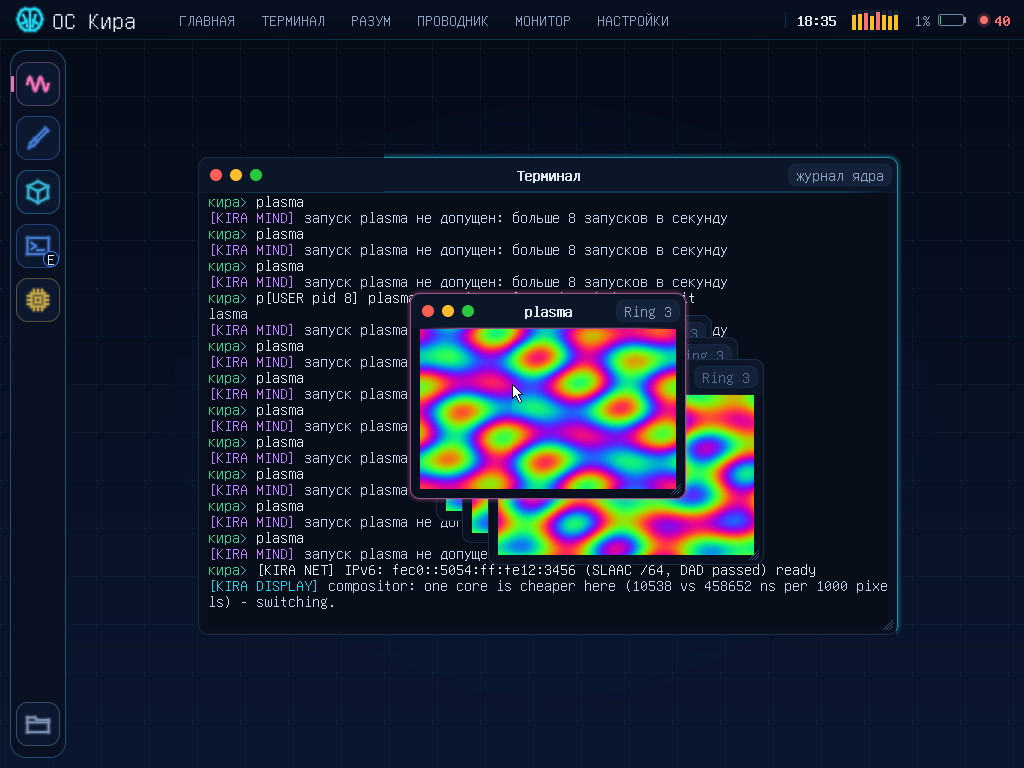 ОС Кира
ГЛАВНАЯ ТЕРМИНАЛ РАЗУМ ПРОВОДНИК МОНИТОР НАСТРОЙКИ
18:35 1% 40
E
Терминал
журнал ядра
кира> plasma
[KIRA MIND] запуск plasma не допущен: больше 8 запусков в секунду
кира> plasma
[KIRA MIND] запуск plasma не допущен: больше 8 запусков в секунду
кира> plasma
[KIRA MIND] запуск plasma не допущен: больше 8 запусков в секунду
кира> p[USER pid 8] plasma
lasma
[KIRA MIND] запуск plasma
кира> plasma
[KIRA MIND] запуск plasma
кира> plasma
[KIRA MIND] запуск plasma
кира> plasma
[KIRA MIND] запуск plasma
кира> plasma
[KIRA MIND] запуск plasma
кира> plasma
[KIRA MIND] запуск plasma
кира> plasma
[KIRA MIND] запуск plasma не
кира> plasma
[KIRA MIND] запуск plasma не допуще
кира> [KIRA NET] IPv6: fec0::5054:ff:fe12:3456 (SLAAC /64, DAD passed) ready
[KIRA DISPLAY] compositor: one core is cheaper here (10538 vs 458652 ns per 1000 pixe
ls) - switching.
plasma
Ring 3
3
ing 3
Ring 3